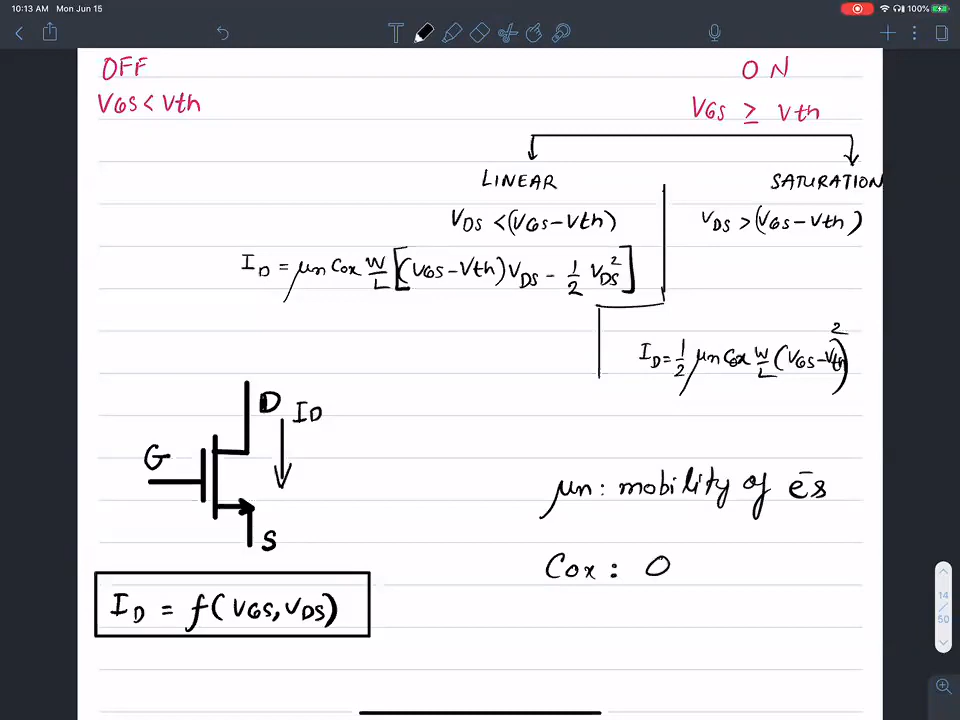 10:13 AM Mon Jun 15
100%
T
OFF
VGS < Vth
ON
VGS ≥ Vth
LINEAR
SATURATION
VDS < (VGS - Vth)
VDS > (VGS - Vth)
ID = μn Cox W/L [(VGS - Vth) VDS - 1/2 VDS²]
ID = 1/2 μn Cox W/L (VGS - Vth)²
D
ID
G
S
μn : mobility of ēs
Cox : O
ID = f(VGS, VDS)
14
/
50